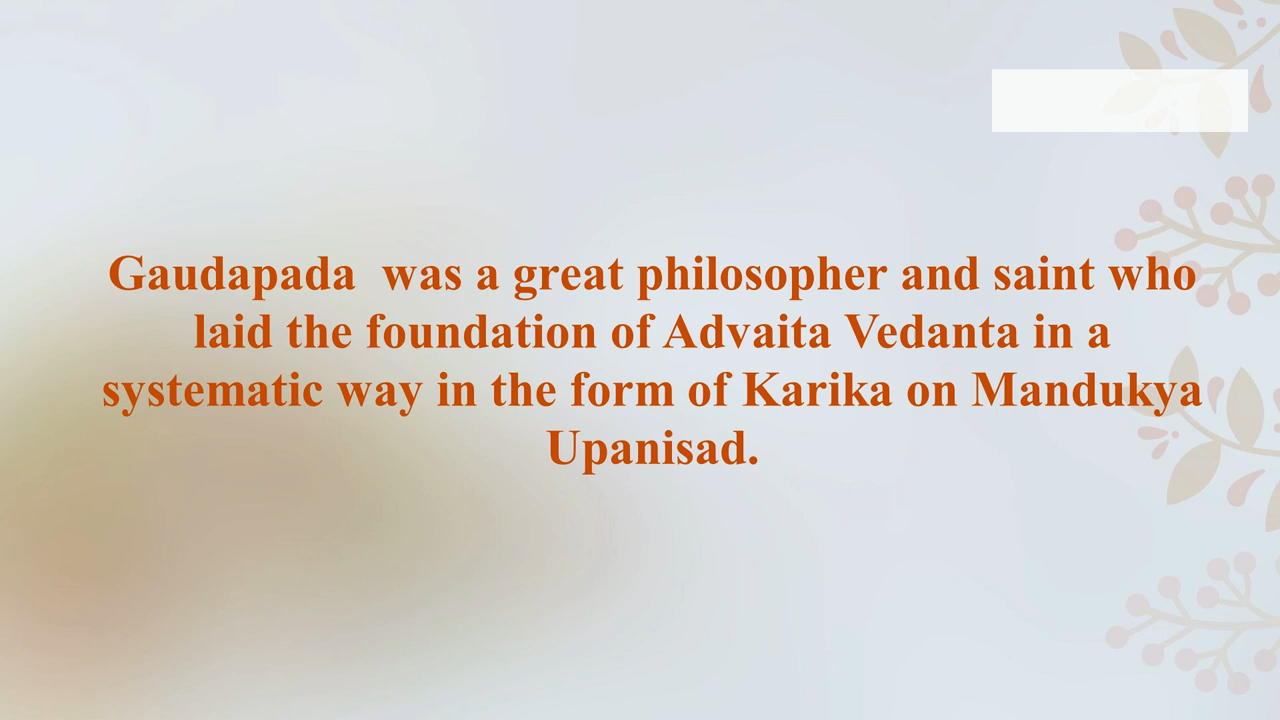 Gaudapada  was a great philosopher and saint who
laid the foundation of Advaita Vedanta in a
systematic way in the form of Karika on Mandukya
Upanisad.